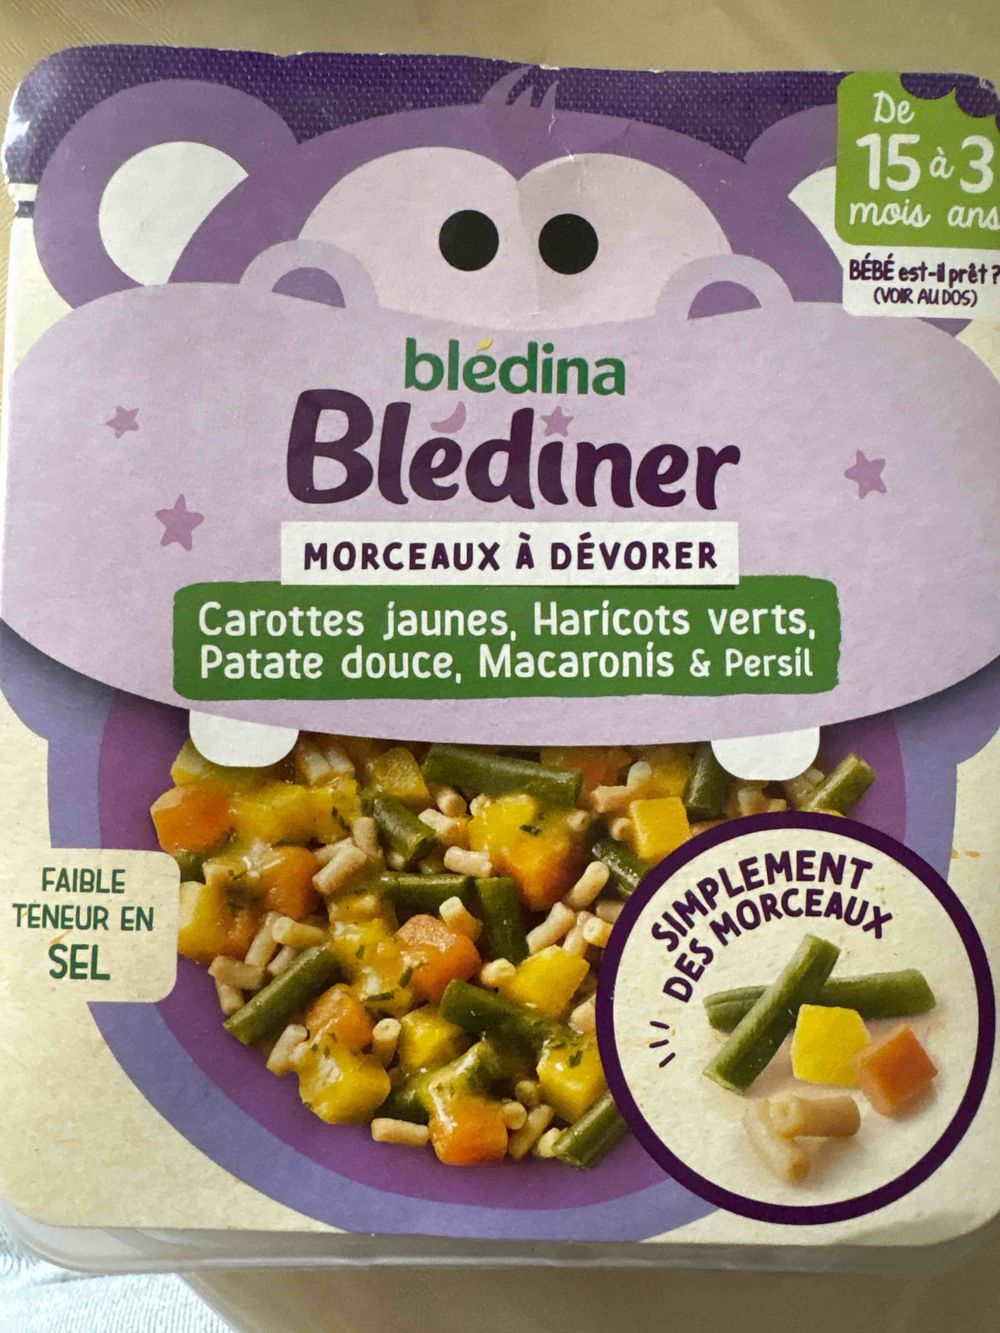 De
15 à 3
mois ans
BÉBÉ est-il prêt ?
(VOIR AU DOS)
blédina
Blédiner
MORCEAUX À DÉVORER
Carottes jaunes, Haricots verts,
Patate douce, Macaronis & Persil
FAIBLE
TENEUR EN
SEL
SIMPLEMENT
DES MORCEAUX